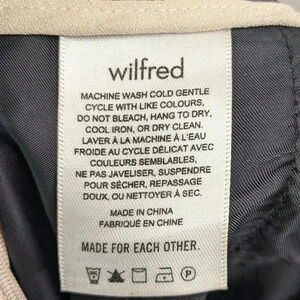 wilfred
MACHINE WASH COLD GENTLE
CYCLE WITH LIKE COLOURS,
DO NOT BLEACH, HANG TO DRY,
COOL IRON, OR DRY CLEAN.
LAVER À LA MACHINE À L'EAU
FROIDE AU CYCLE DÉLICAT AVEC
COULEURS SEMBLABLES,
NE PAS JAVELISER, SUSPENDRE
POUR SÉCHER, REPASSAGE
DOUX, OU NETTOYER À SEC.
MADE IN CHINA
FABRIQUÉ EN CHINE
MADE FOR EACH OTHER.